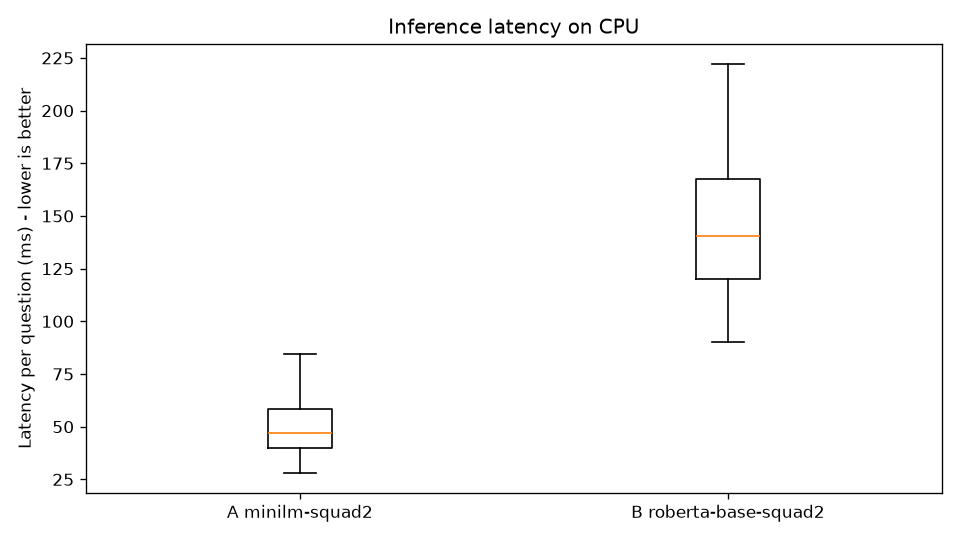 Inference latency on CPU
Latency per question (ms) - lower is better
225
200
175
150
125
100
75
50
25
A minilm-squad2
B roberta-base-squad2